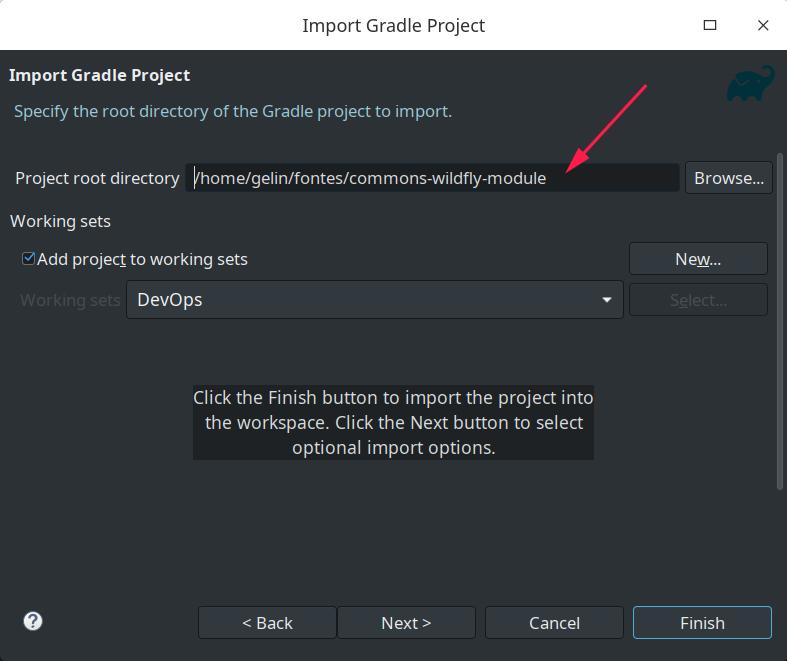 Import Gradle Project
Import Gradle Project
Specify the root directory of the Gradle project to import.
Project root directory /home/gelin/fontes/commons-wildfly-module Browse...
Working sets
Add project to working sets New...
Working sets DevOps Select...
Click the Finish button to import the project into
the workspace. Click the Next button to select
optional import options.
? < Back Next > Cancel Finish